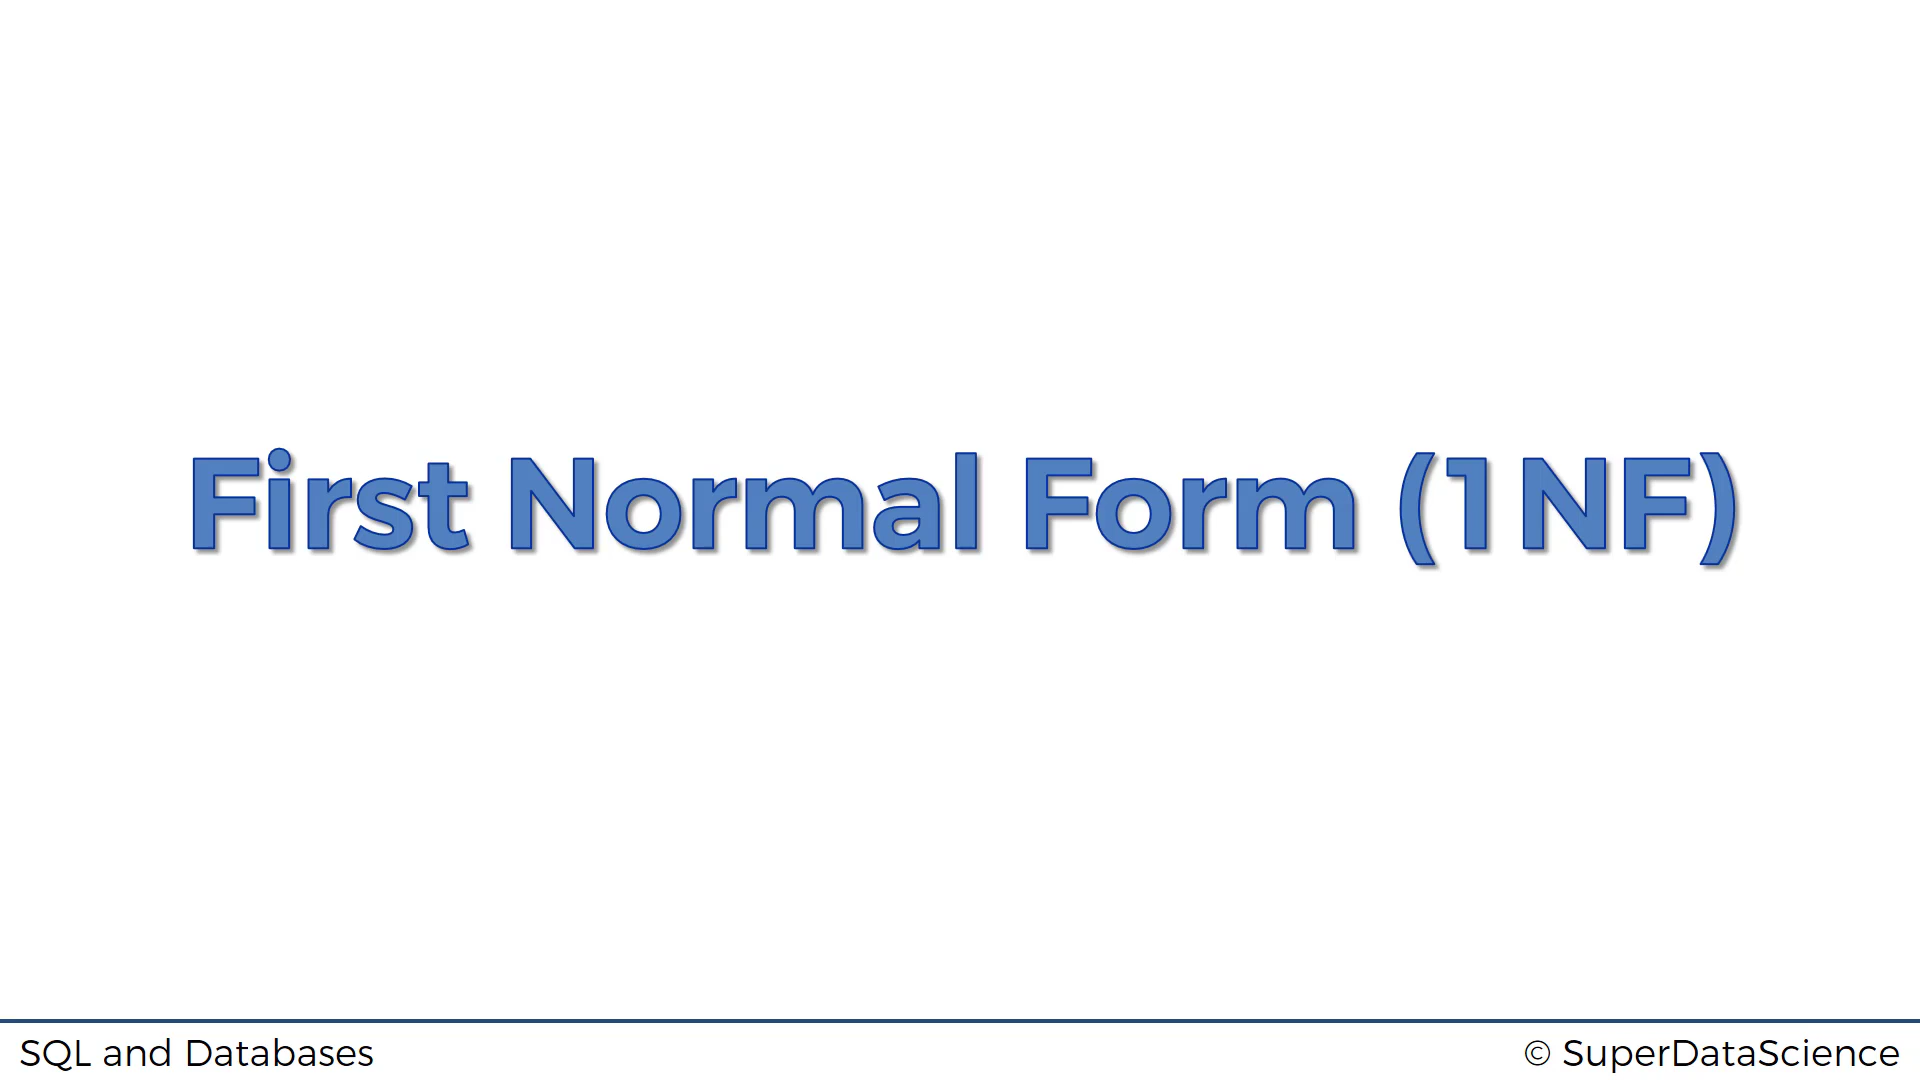 First Normal Form (1NF)
SQL and Databases
© SuperDataScience